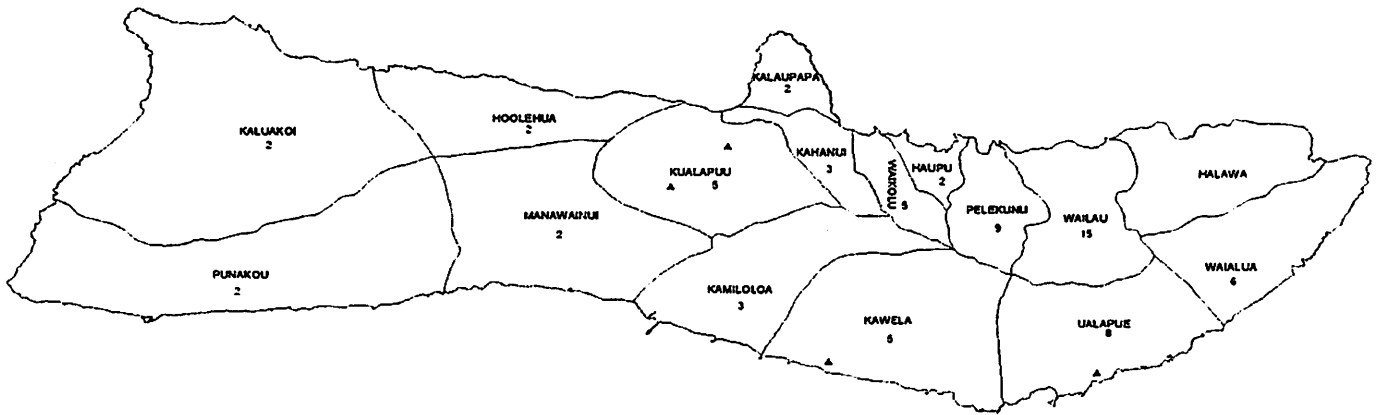 KALAUPAPA
2
KALUAKOI
2
HOOLEHUA
2
KUALAPUU
5
KAHANUI
3
WAIKOLU
5
HAUPU
2
PELEKUNU
9
WAILAU
15
HALAWA
MANAWAINUI
2
PUNAKOU
2
KAMILOLOA
3
KAWELA
5
UALAPUE
8
WAIALUA
6